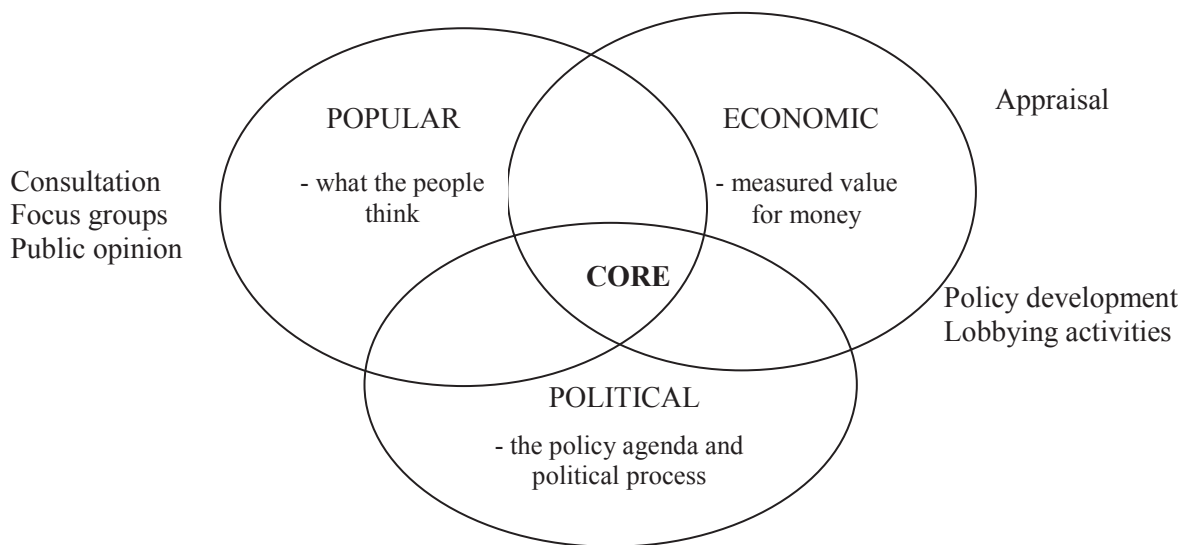 POPULAR
- what the people
think
ECONOMIC
- measured value
for money
Appraisal
Consultation
Focus groups
Public opinion
CORE
Policy development
Lobbying activities
POLITICAL
- the policy agenda and
political process